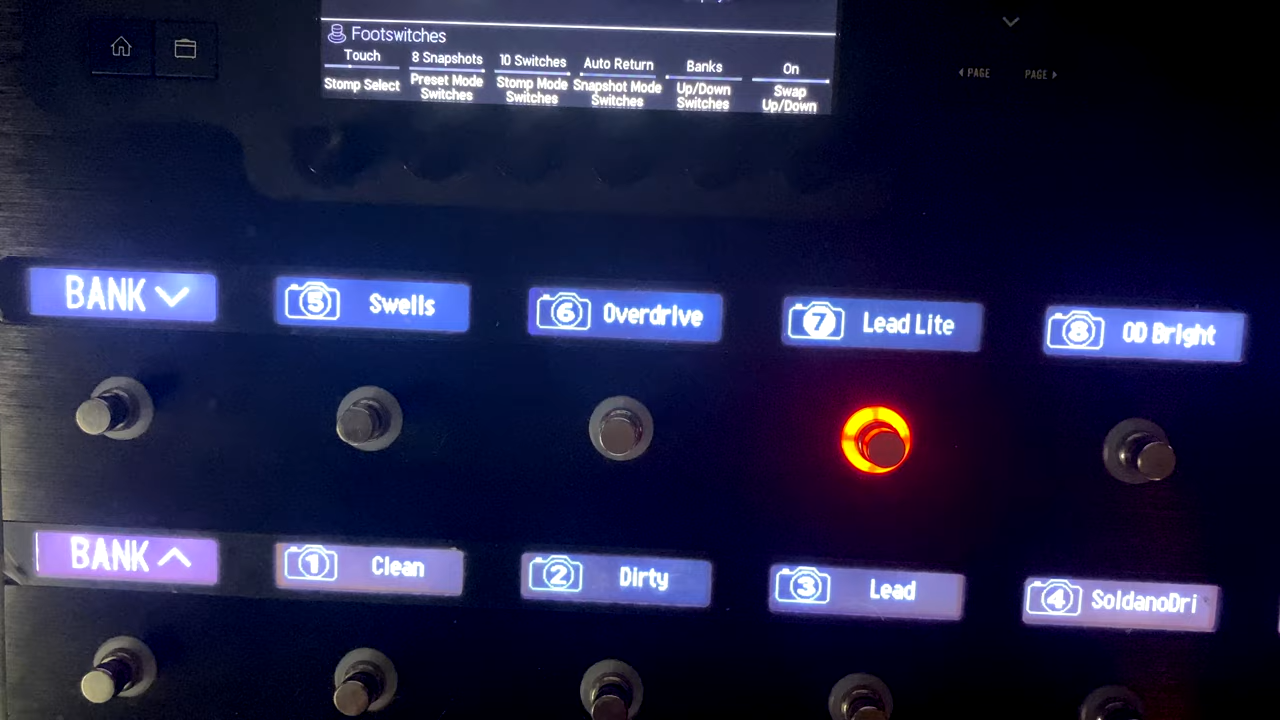 Footswitches
Touch
8 Snapshots
10 Switches
Auto Return
Banks
On
Stomp Select
Preset Mode
Switches
Stomp Mode
Switches
Snapshot Mode
Switches
Up/Down
Switches
Swap
Up/Down
PAGE
PAGE
BANK
5 Swells
6 Overdrive
7 Lead Lite
8 OD Bright
BANK
1 Clean
2 Dirty
3 Lead
4 SoldanoDri